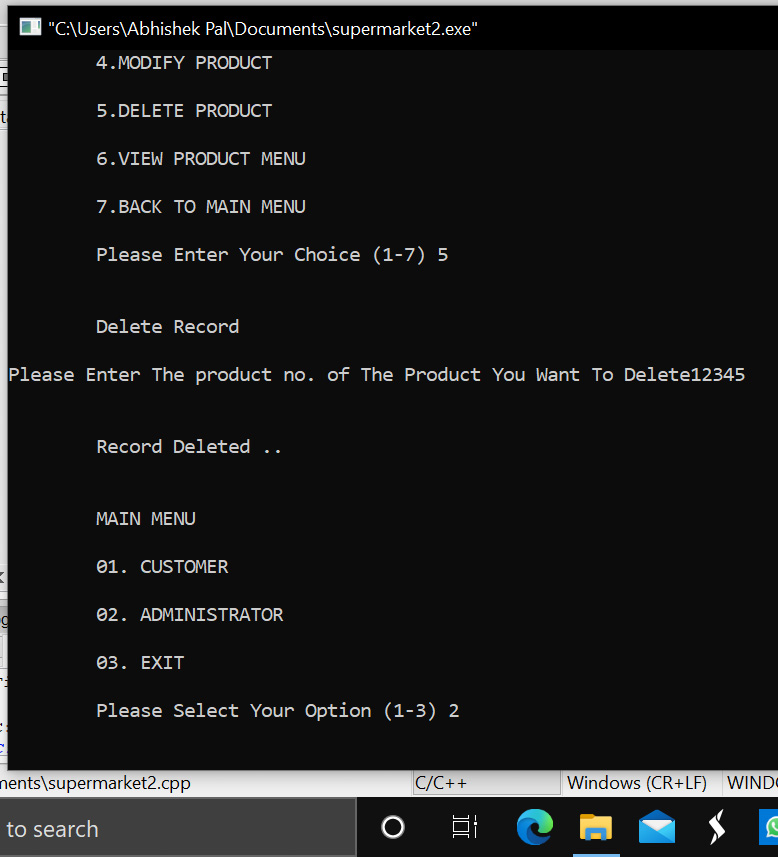 "C:\Users\Abhishek Pal\Documents\supermarket2.exe"
4.MODIFY PRODUCT
5.DELETE PRODUCT
6.VIEW PRODUCT MENU
7.BACK TO MAIN MENU
Please Enter Your Choice (1-7) 5
Delete Record
Please Enter The product no. of The Product You Want To Delete12345
Record Deleted ..
MAIN MENU
01. CUSTOMER
02. ADMINISTRATOR
03. EXIT
Please Select Your Option (1-3) 2
ments\supermarket2.cpp C/C++ Windows (CR+LF) WINDO
to search